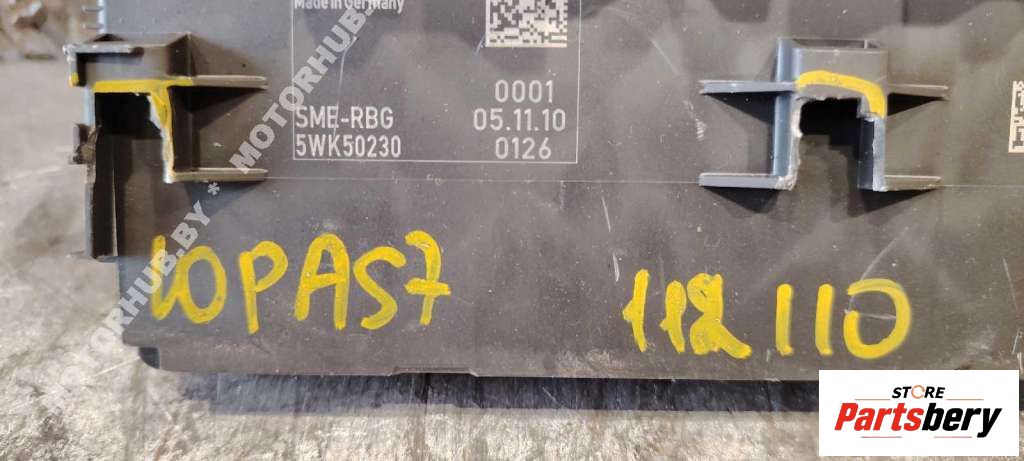 Made in Germany
0001
SME-RBG 05.11.10
5WK50230 0126
MOTORHUB.BY * MOTORHUB
10PAS7 112 110
STORE
Partsbery